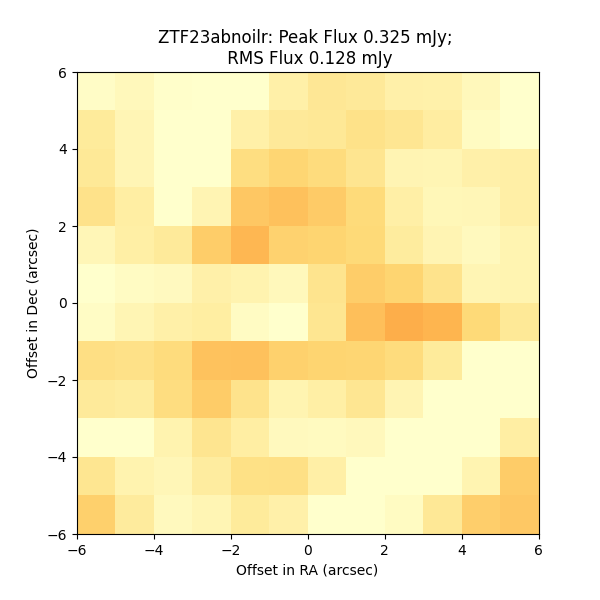 ZTF23abnoilr: Peak Flux 0.325 mJy;
RMS Flux 0.128 mJy
6
4
2
0
−2
−4
−6
Offset in Dec (arcsec)
−6 −4 −2 0 2 4 6
Offset in RA (arcsec)